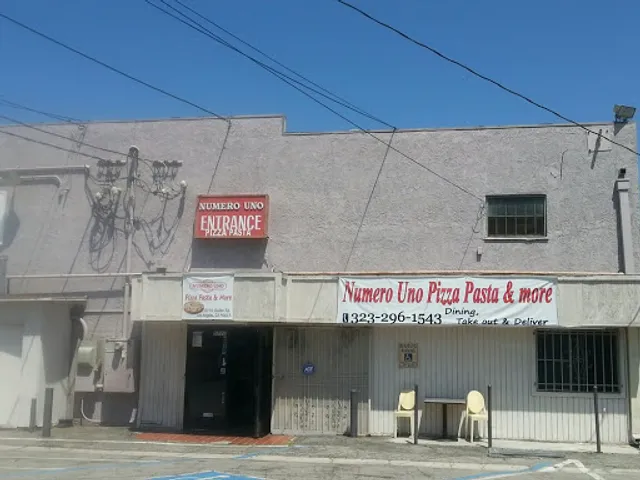 NUMERO UNO
ENTRANCE
PIZZA PASTA
Pizza Pasta & More
Numero Uno Pizza Pasta & more
323-296-1543
Dining,
Take out & Deliver
ADT